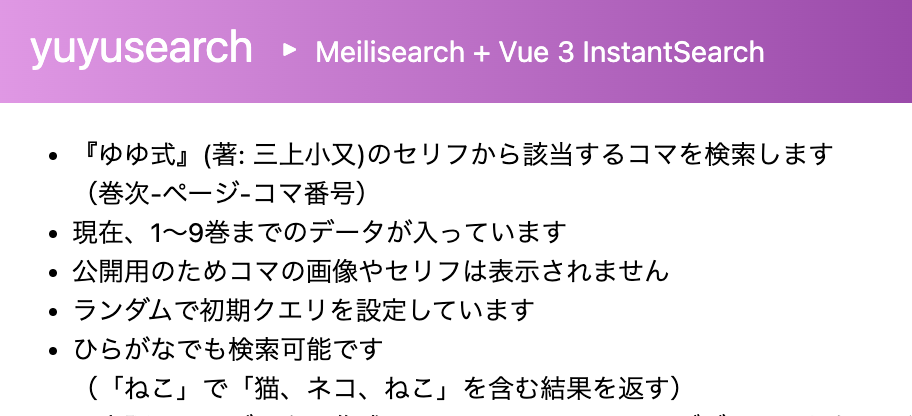 yuyusearch ▸ Meilisearch + Vue 3 InstantSearch
• 『ゆゆ式』(著: 三上小又)のセリフから該当するコマを検索します
（巻次-ページ-コマ番号）
• 現在、1〜9巻までのデータが入っています
• 公開用のためコマの画像やセリフは表示されません
• ランダムで初期クエリを設定しています
• ひらがなでも検索可能です
（「ねこ」で「猫、ネコ、ねこ」を含む結果を返す）